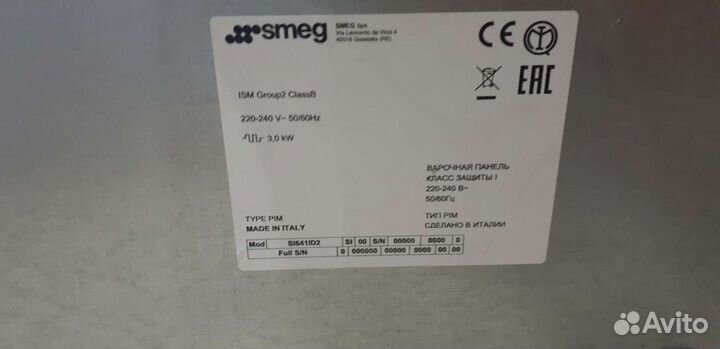 smeg
SMEG SpA
Via Leonardo da Vinci 4
42016 Guastalla (RE)
CE
EAC
ISM Group2 ClassB
220-240 V~ 50/60Hz
3,0 kW
ВАРОЧНАЯ ПАНЕЛЬ
КЛАСС ЗАЩИТЫ I
220-240 В~
50/60Гц
TYPE PIM
MADE IN ITALY
ТИП PIM
СДЕЛАНО В ИТАЛИИ
Mod SI641ID2 SI 00 S/N 00000 0000 0
Full S/N 0 000000 00000 0000 00 00
Avito